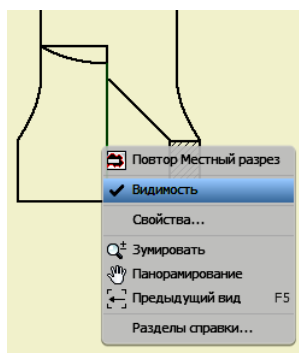 Повтор Местный разрез
Видимость
Свойства...
Зумировать
Панорамирование
Предыдущий вид F5
Разделы справки...